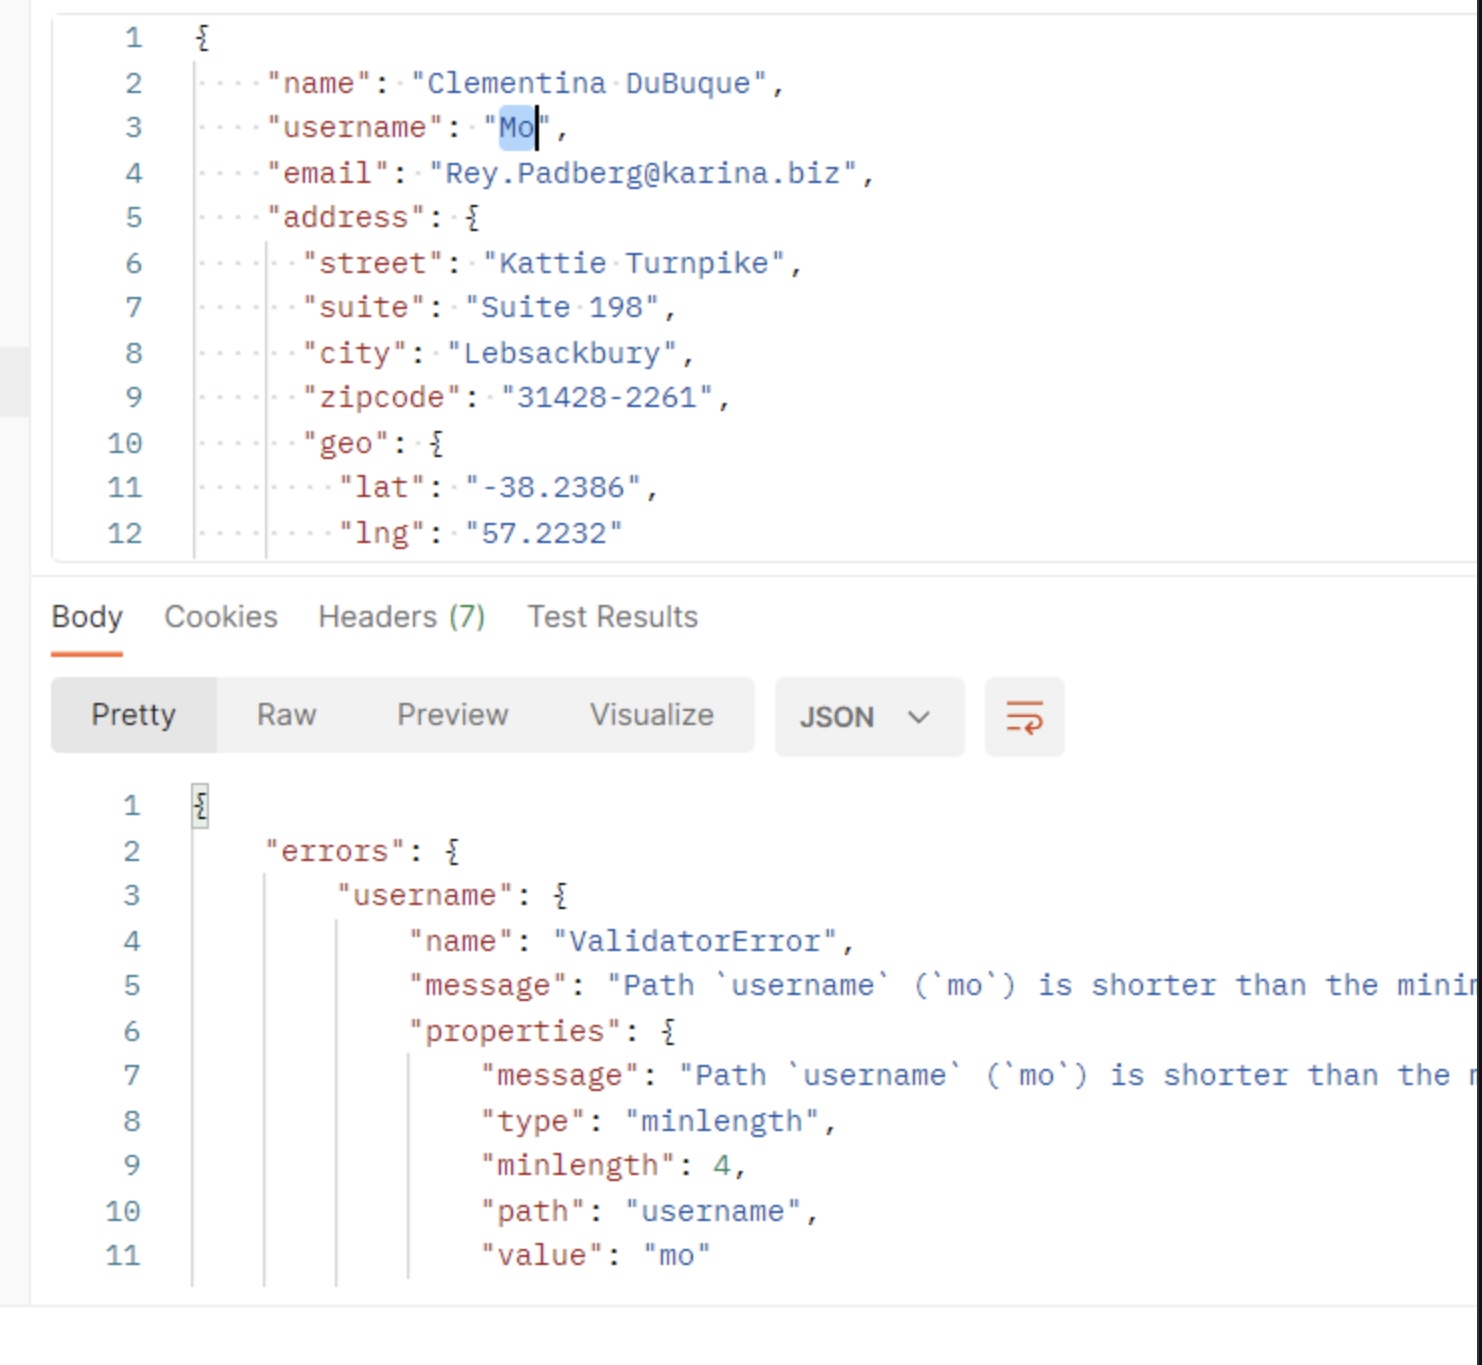 1 {
2 "name": "Clementina DuBuque",
3 "username": "Mo",
4 "email": "Rey.Padberg@karina.biz",
5 "address": {
6 "street": "Kattie Turnpike",
7 "suite": "Suite 198",
8 "city": "Lebsackbury",
9 "zipcode": "31428-2261",
10 "geo": {
11 "lat": "-38.2386",
12 "lng": "57.2232"
Body Cookies Headers (7) Test Results
Pretty Raw Preview Visualize JSON
1 {
2 "errors": {
3 "username": {
4 "name": "ValidatorError",
5 "message": "Path `username` (`mo`) is shorter than the
6 "properties": {
7 "message": "Path `username` (`mo`) is shorter than the
8 "type": "minlength",
9 "minlength": 4,
10 "path": "username",
11 "value": "mo"